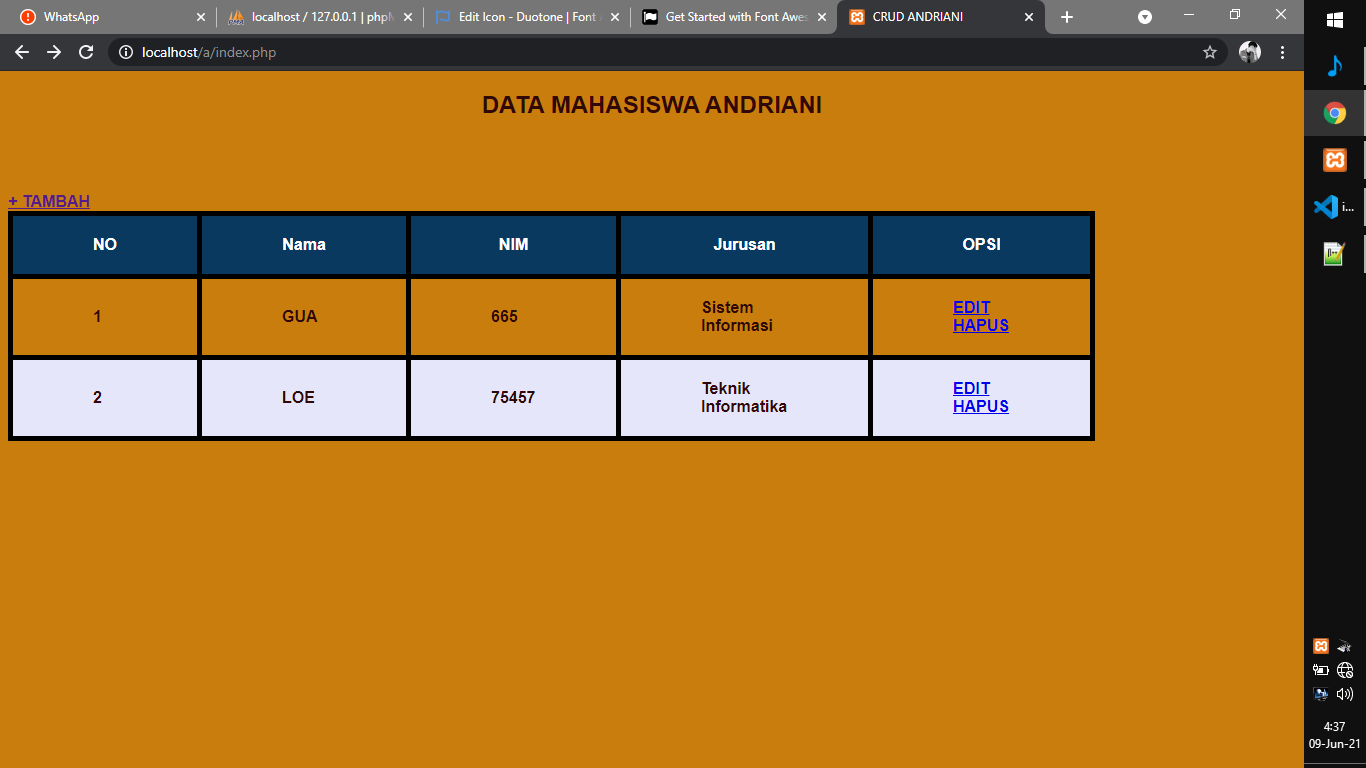 WhatsApp
localhost / 127.0.0.1 | phpM
Edit Icon - Duotone | Font A
Get Started with Font Awes
CRUD ANDRIANI
localhost/a/index.php
DATA MAHASISWA ANDRIANI
+ TAMBAH
NO Nama NIM Jurusan OPSI
1 GUA 665 Sistem Informasi EDIT HAPUS
2 LOE 75457 Teknik Informatika EDIT HAPUS
i...
4:37
09-Jun-21